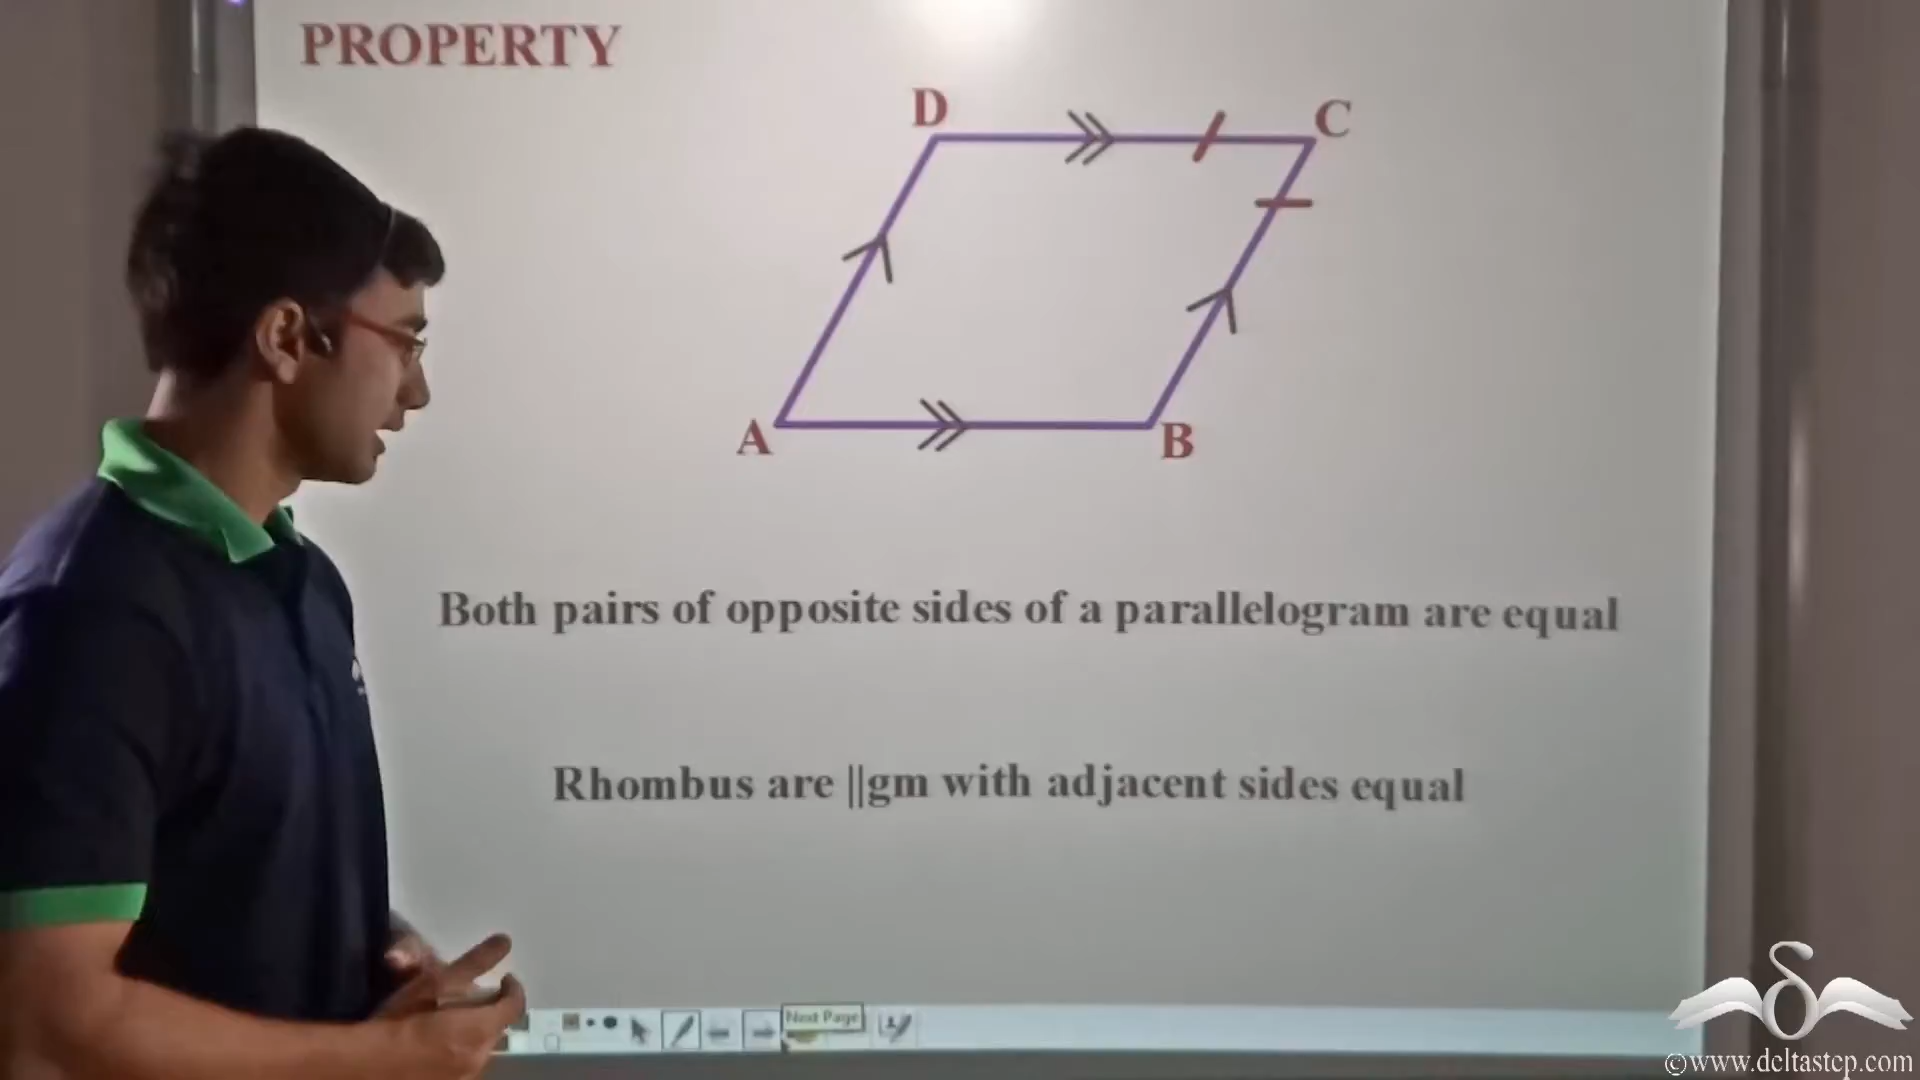 PROPERTY
D
C
A
B
Both pairs of opposite sides of a parallelogram are equal
Rhombus are ||gm with adjacent sides equal
Next Page
©www.deltastep.com